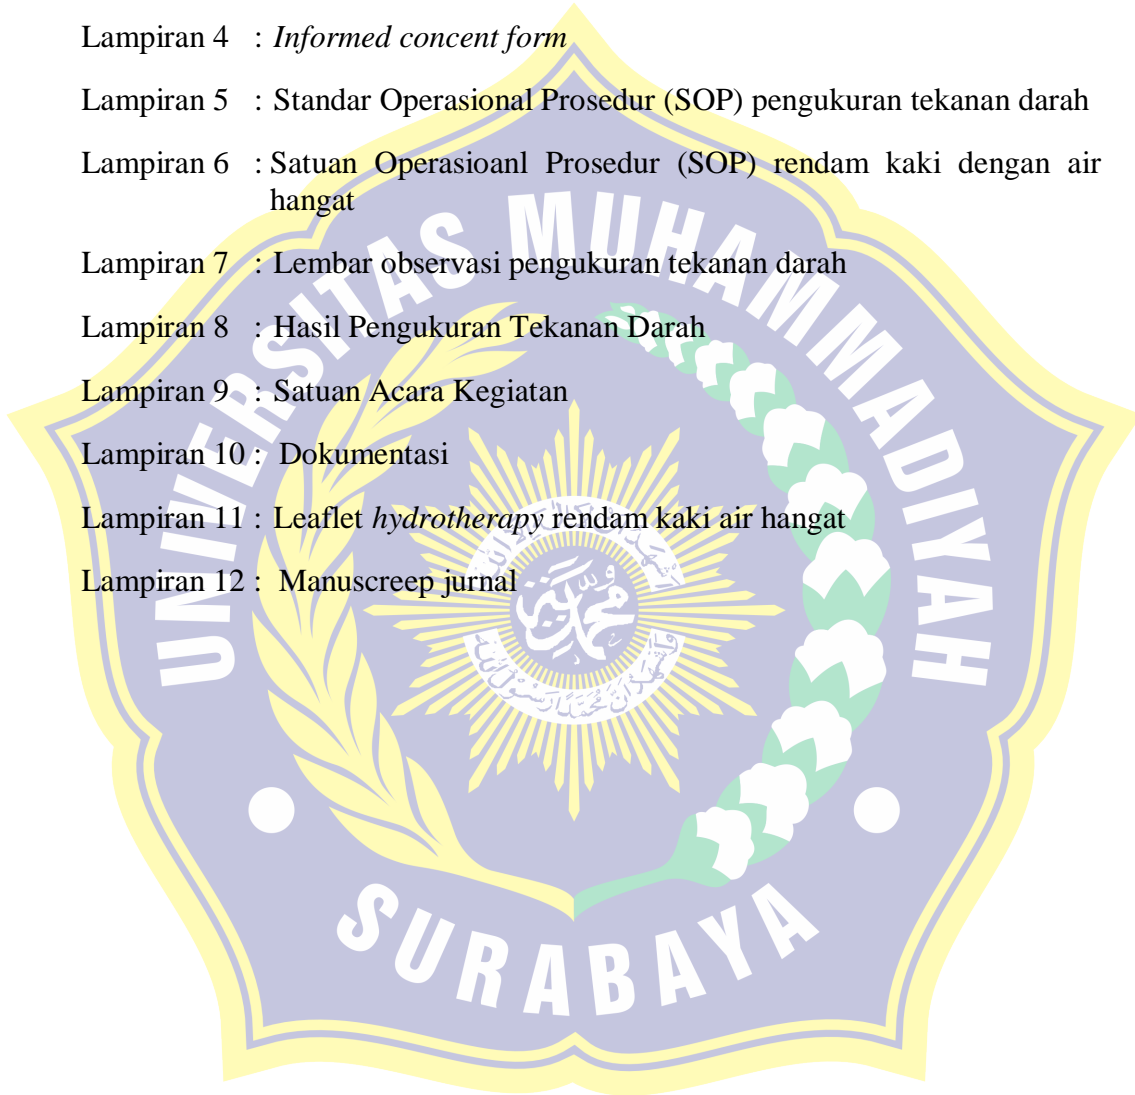 Lampiran 4 : Informed concent form
Lampiran 5 : Standar Operasional Prosedur (SOP) pengukuran tekanan darah
Lampiran 6 : Satuan Operasioanl Prosedur (SOP) rendam kaki dengan air
hangat
Lampiran 7 : Lembar observasi pengukuran tekanan darah
Lampiran 8 : Hasil Pengukuran Tekanan Darah
Lampiran 9 : Satuan Acara Kegiatan
Lampiran 10 : Dokumentasi
Lampiran 11 : Leaflet hydrotherapy rendam kaki air hangat
Lampiran 12 : Manuscreep jurnal
UNIVERSITAS MUHAMMADIYAH
SURABAYA
محمد